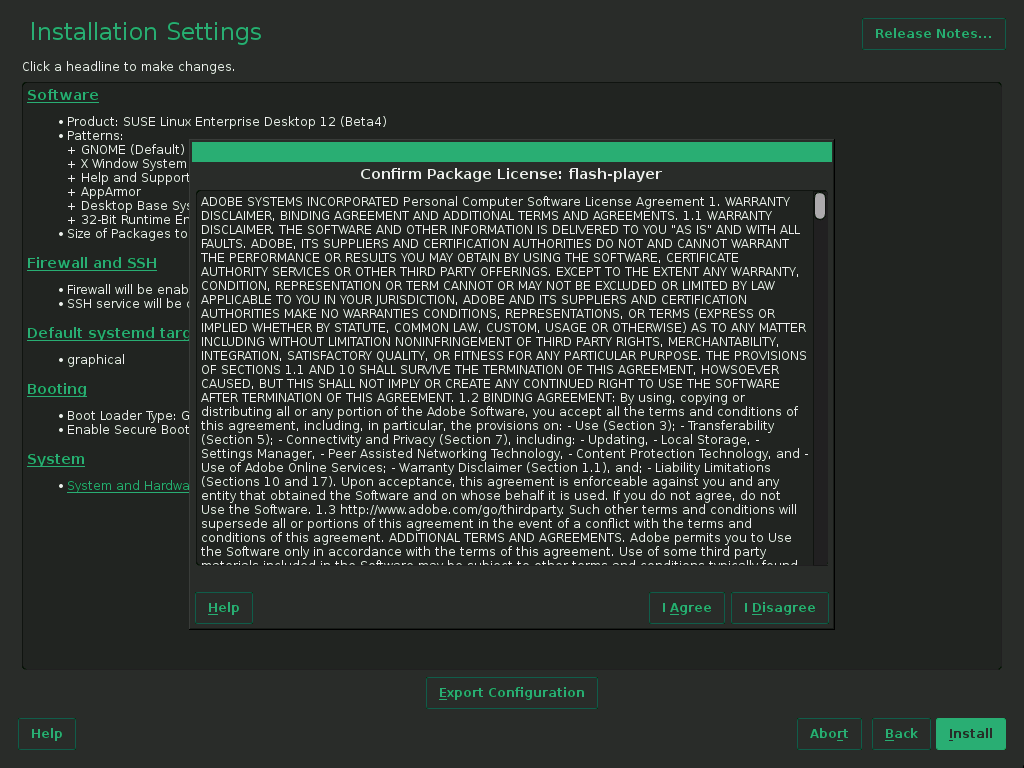 Installation Settings
Release Notes...
Click a headline to make changes.
Software
• Product: SUSE Linux Enterprise Desktop 12 (Beta4)
• Patterns:
+ GNOME (Default)
+ X Window System
+ Help and Support
+ AppAmor
+ Desktop Base
+ 32-Bit Runtime
• Size of Packages to
Firewall and SSH
• Firewall will be
• SSH service will be
Default systemd
• graphical
Booting
• Boot Loader Type:
• Enable Secure Boot
System
• System and
Confirm Package License: flash-player
ADOBE SYSTEMS INCORPORATED Personal Computer Software License Agreement 1. WARRANTY
DISCLAIMER, BINDING AGREEMENT AND ADDITIONAL TERMS AND AGREEMENTS. 1.1 WARRANTY
DISCLAIMER. THE SOFTWARE AND OTHER INFORMATION IS DELIVERED TO YOU "AS IS" AND WITH ALL
FAULTS. ADOBE, ITS SUPPLIERS AND CERTIFICATION AUTHORITIES DO NOT AND CANNOT WARRANT
THE PERFORMANCE OR RESULTS YOU MAY OBTAIN BY USING THE SOFTWARE, CERTIFICATE
AUTHORITY SERVICES OR OTHER THIRD PARTY OFFERINGS. EXCEPT TO THE EXTENT ANY WARRANTY,
CONDITION, REPRESENTATION OR TERM CANNOT OR MAY NOT BE EXCLUDED OR LIMITED BY LAW
APPLICABLE TO YOU IN YOUR JURISDICTION, ADOBE AND ITS SUPPLIERS AND CERTIFICATION
AUTHORITIES MAKE NO WARRANTIES CONDITIONS, REPRESENTATIONS, OR TERMS (EXPRESS OR
IMPLIED WHETHER BY STATUTE, COMMON LAW, CUSTOM, USAGE OR OTHERWISE) AS TO ANY MATTER
INCLUDING WITHOUT LIMITATION NONINFRINGEMENT OF THIRD PARTY RIGHTS, MERCHANTABILITY,
INTEGRATION, SATISFACTORY QUALITY, OR FITNESS FOR ANY PARTICULAR PURPOSE. THE PROVISIONS
OF SECTIONS 1.1 AND 10 SHALL SURVIVE THE TERMINATION OF THIS AGREEMENT, HOWSOEVER
CAUSED, BUT THIS SHALL NOT IMPLY OR CREATE ANY CONTINUED RIGHT TO USE THE SOFTWARE
AFTER TERMINATION OF THIS AGREEMENT. 1.2 BINDING AGREEMENT: By using, copying or
distributing all or any portion of the Adobe Software, you accept all the terms and conditions of
this agreement, including, in particular, the provisions on: - Use (Section 3); - Transferability
(Section 5); - Connectivity and Privacy (Section 7), including: - Updating, - Local Storage, -
Settings Manager, - Peer Assisted Networking Technology, - Content Protection Technology, and -
Use of Adobe Online Services; - Warranty Disclaimer (Section 1.1), and; - Liability Limitations
(Sections 10 and 17). Upon acceptance, this agreement is enforceable against you and any
entity that obtained the Software and on whose behalf it is used. If you do not agree, do not
Use the Software. 1.3 http://www.adobe.com/go/thirdparty. Such other terms and conditions will
supersede all or portions of this agreement in the event of a conflict with the terms and
conditions of this agreement. ADDITIONAL TERMS AND AGREEMENTS. Adobe permits you to Use
the Software only in accordance with the terms of this agreement. Use of some third party
materials included in the Software may be subject to other terms and conditions typically found
Help
I Agree
I Disagree
Export Configuration
Help
Abort
Back
Install